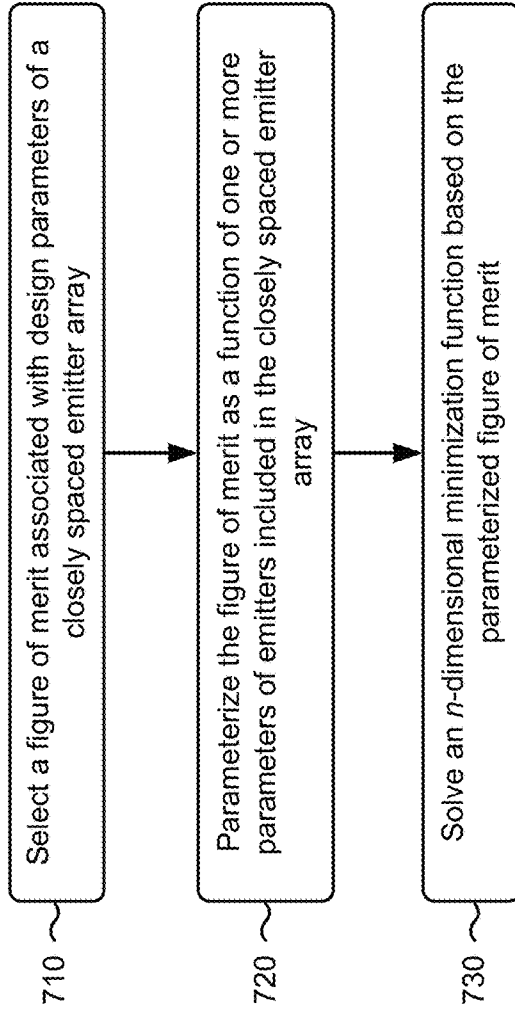 710
Select a figure of merit associated with design parameters of a
closely spaced emitter array
720
Parameterize the figure of merit as a function of one or more
parameters of emitters included in the closely spaced emitter
array
730
Solve an n-dimensional minimization function based on the
parameterized figure of merit